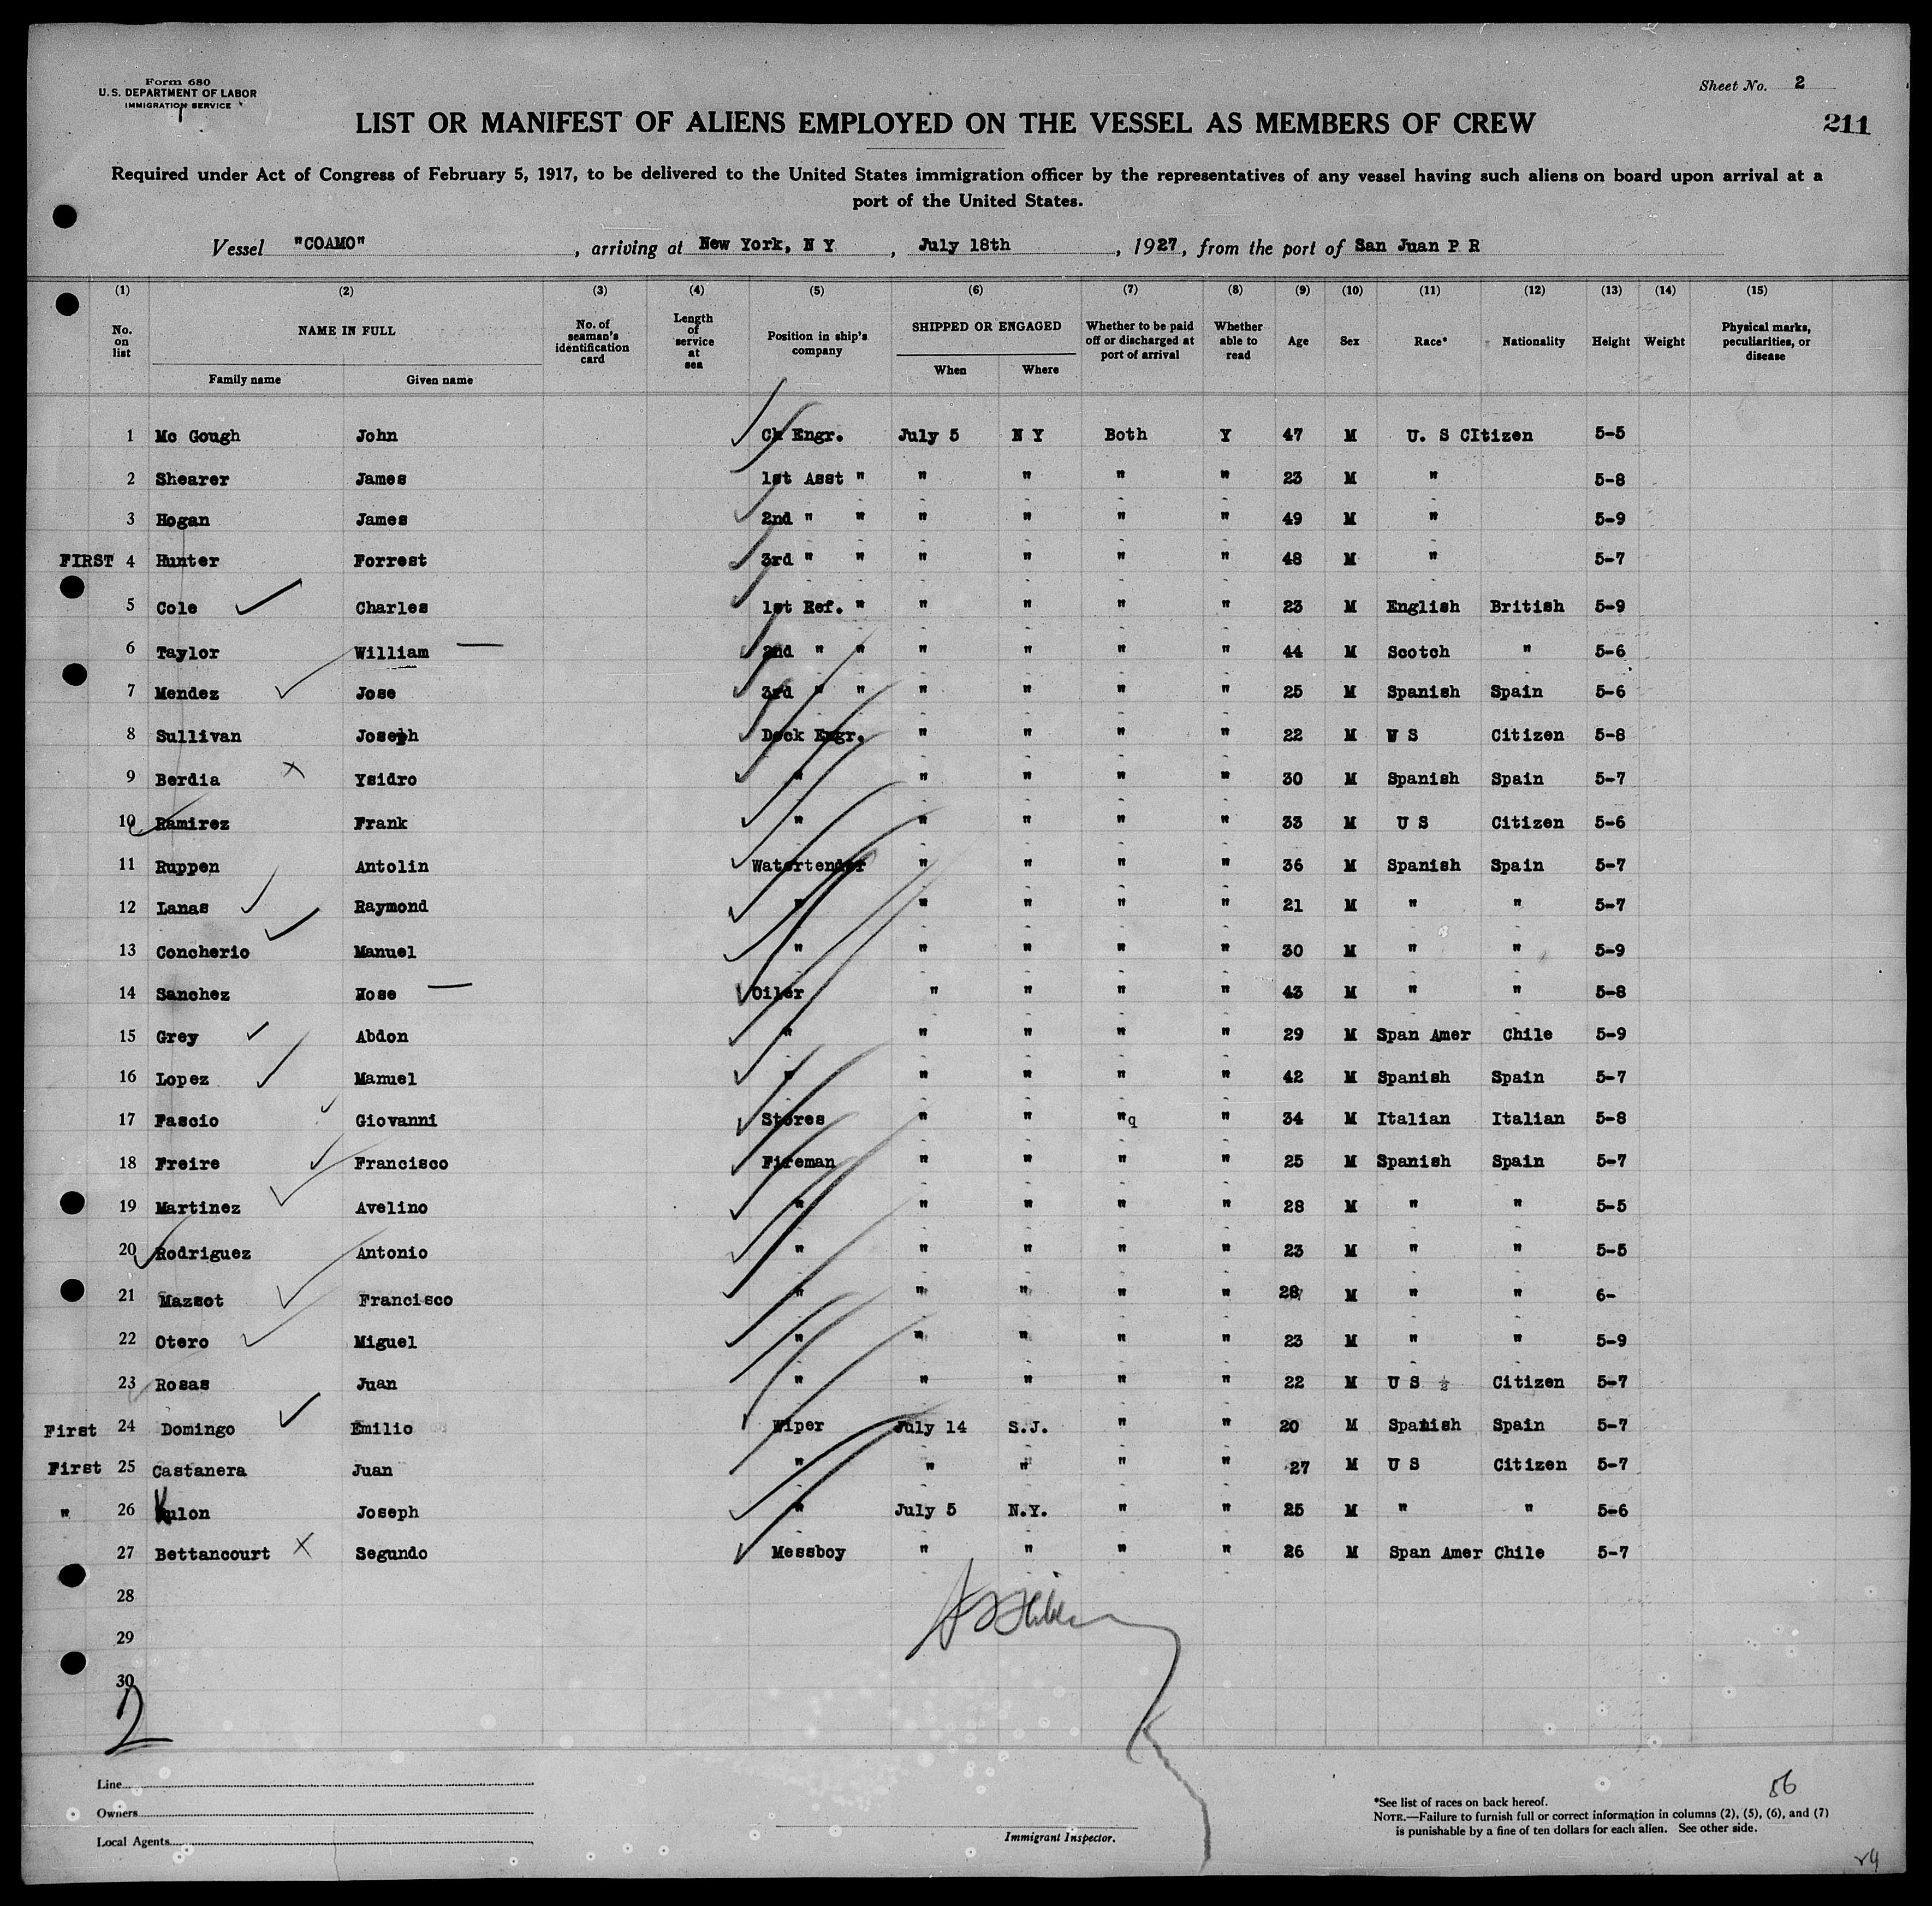 Form 680
U.S. DEPARTMENT OF LABOR
IMMIGRATION SERVICE
Sheet No. 2
LIST OR MANIFEST OF ALIENS EMPLOYED ON THE VESSEL AS MEMBERS OF CREW
211
Required under Act of Congress of February 5, 1917, to be delivered to the United States immigration officer by the representatives of any vessel having such aliens on board upon arrival at a
port of the United States.
Vessel "COAMO", arriving at New York, N Y, July 18th, 1927, from the port of San Juan P R
(1) (2) (3) (4) (5) (6) (7) (8) (9) (10) (11) (12) (13) (14) (15)
No. on list NAME IN FULL Family name Given name No. of seaman's identification card Length of service at sea Position in ship's company SHIPPED OR ENGAGED When Where Whether to be paid off or discharged at port of arrival Whether able to read Age Sex Race* Nationality Height Weight Physical marks, peculiarities, or disease
1 Mc Gough John Ch Engr. July 5 N Y Both Y 47 M U. S CItizen 5-5
2 Shearer James 1st Asst " " " " " 23 M " 5-8
3 Hogan James 2nd " " " " " " 49 M " 5-9
FIRST 4 Hunter Forrest 3rd " " " " " " 48 M " 5-7
5 Cole Charles 1st Ref. " " " " " 23 M English British 5-9
6 Taylor William 2nd " " " " " " 44 M Scotch " 5-6
7 Mendez Jose 3rd " " " " " " 25 M Spanish Spain 5-6
8 Sullivan Joseph Deck Engr. " " " " 22 M U S Citizen 5-8
9 Berdia Ysidro " " " " " 30 M Spanish Spain 5-7
10 Ramirez Frank " " " " " 33 M U S Citizen 5-6
11 Ruppen Antolin Watertender " " " " 36 M Spanish Spain 5-7
12 Lanas Raymond " " " " " 21 M " " 5-7
13 Concherio Manuel " " " " " 30 M " " 5-9
14 Sanchez Hose Oiler " " " " 43 M " " 5-8
15 Grey Abdon " " " " " 29 M Span Amer Chile 5-9
16 Lopez Manuel " " " " " 42 M Spanish Spain 5-7
17 Fascio Giovanni Stores " " "q " 34 M Italian Italian 5-8
18 Freire Francisco Fireman " " " " 25 M Spanish Spain 5-7
19 Martinez Avelino " " " " " 28 M " " 5-5
20 Rodriguez Antonio " " " " " 23 M " " 5-5
21 Mazsot Francisco " " " " " 28 M " " 6-
22 Otero Miguel " " " " " 23 M " " 5-9
23 Rosas Juan " " " " " 22 M U S Citizen 5-7
First 24 Domingo Emilio Wiper July 14 S.J. " " 20 M Spanish Spain 5-7
First 25 Castanera Juan " " " " " 27 M U S Citizen 5-7
" 26 Kulon Joseph " July 5 N.Y. " " 25 M " " 5-6
27 Bettancourt Segundo Messboy " " " " 26 M Span Amer Chile 5-7
28
29
30
2
Line
Owners
Local Agents
Immigrant Inspector.
56
*See list of races on back hereof.
NOTE.—Failure to furnish full or correct information in columns (2), (5), (6), and (7)
is punishable by a fine of ten dollars for each alien. See other side.